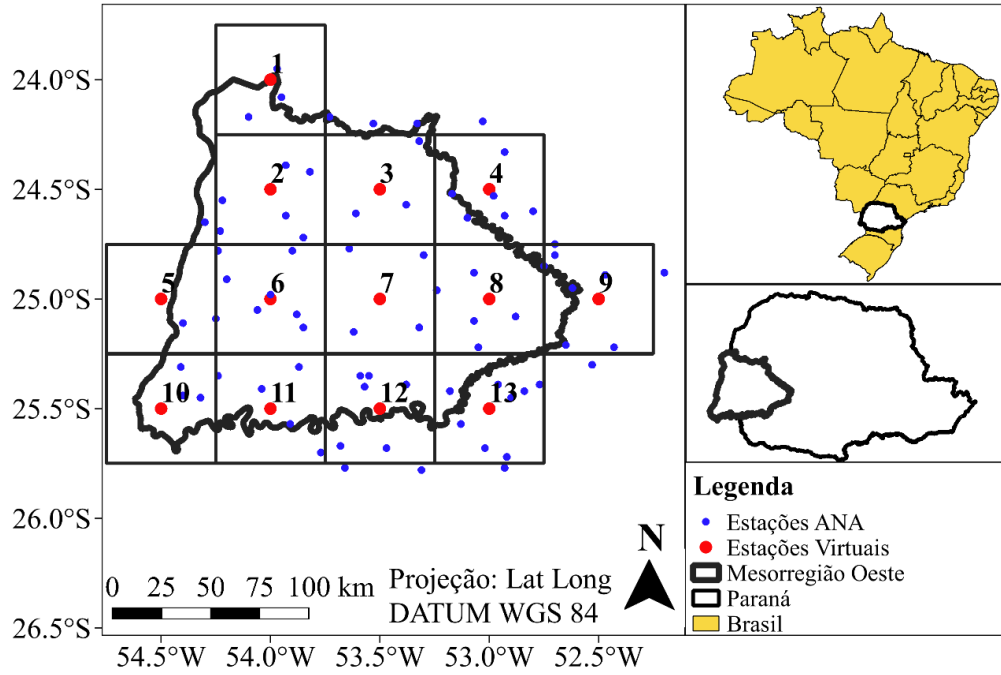 1
24.0°S
2
3
4
24.5°S
5
6
7
8
9
25.0°S
10
11
12
13
25.5°S
26.0°S
26.5°S
N
0 25 50 75 100 km
Projeção: Lat Long
DATUM WGS 84
54.5°W 54.0°W 53.5°W 53.0°W 52.5°W
Legenda
Estações ANA
Estações Virtuais
Mesorregião Oeste
Paraná
Brasil